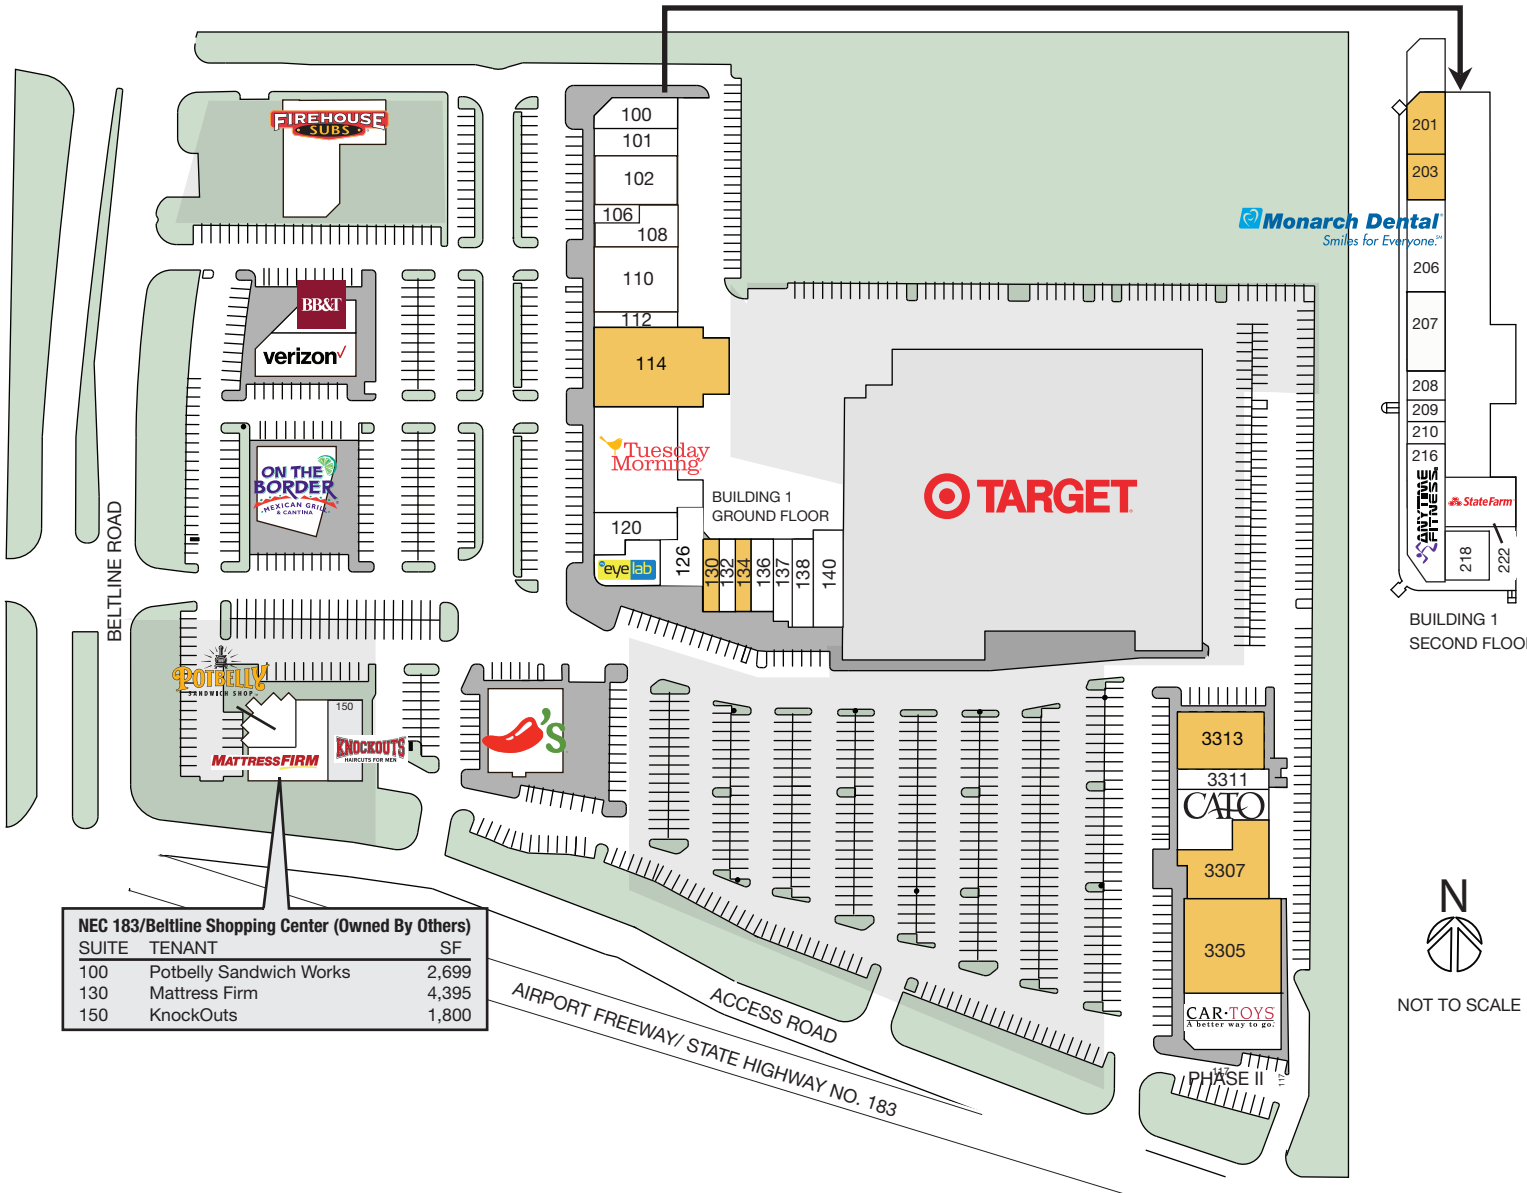 FIREHOUSE
SUBS
BB&T
verizon✓
ON THE
BORDER
MEXICAN GRILL
& CANTINA
BELTLINE ROAD
POTBELLY
SANDWICH SHOP
MATTRESSFIRM
150
KNOCKOUTS
HAIRCUTS FOR MEN
'S
100
101
102
106
108
110
112
114
Tuesday
Morning
120
eyelab
126
BUILDING 1
GROUND FLOOR
130
132
134
136
137
138
140
TARGET
201
203
Monarch Dental
Smiles for Everyone.
206
207
208
209
210
216
ANYTIME
FITNESS
StateFarm
218
222
BUILDING 1
SECOND FLOO
3313
3311
CATO
3307
3305
CAR·TOYS
A better way to go.
PHASE II
117
117
N
NOT TO SCALE
NEC 183/Beltline Shopping Center (Owned By Others)
SUITE TENANT SF
100 Potbelly Sandwich Works 2,699
130 Mattress Firm 4,395
150 KnockOuts 1,800
ACCESS ROAD
AIRPORT FREEWAY/ STATE HIGHWAY NO. 183